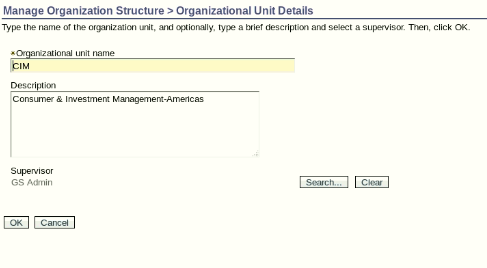 Manage Organization Structure > Organizational Unit Details
Type the name of the organization unit, and optionally, type a brief description and select a supervisor. Then, click OK.
*Organizational unit name
CIM
Description
Consumer & Investment Management-Americas
Supervisor
GS Admin Search... Clear
OK Cancel